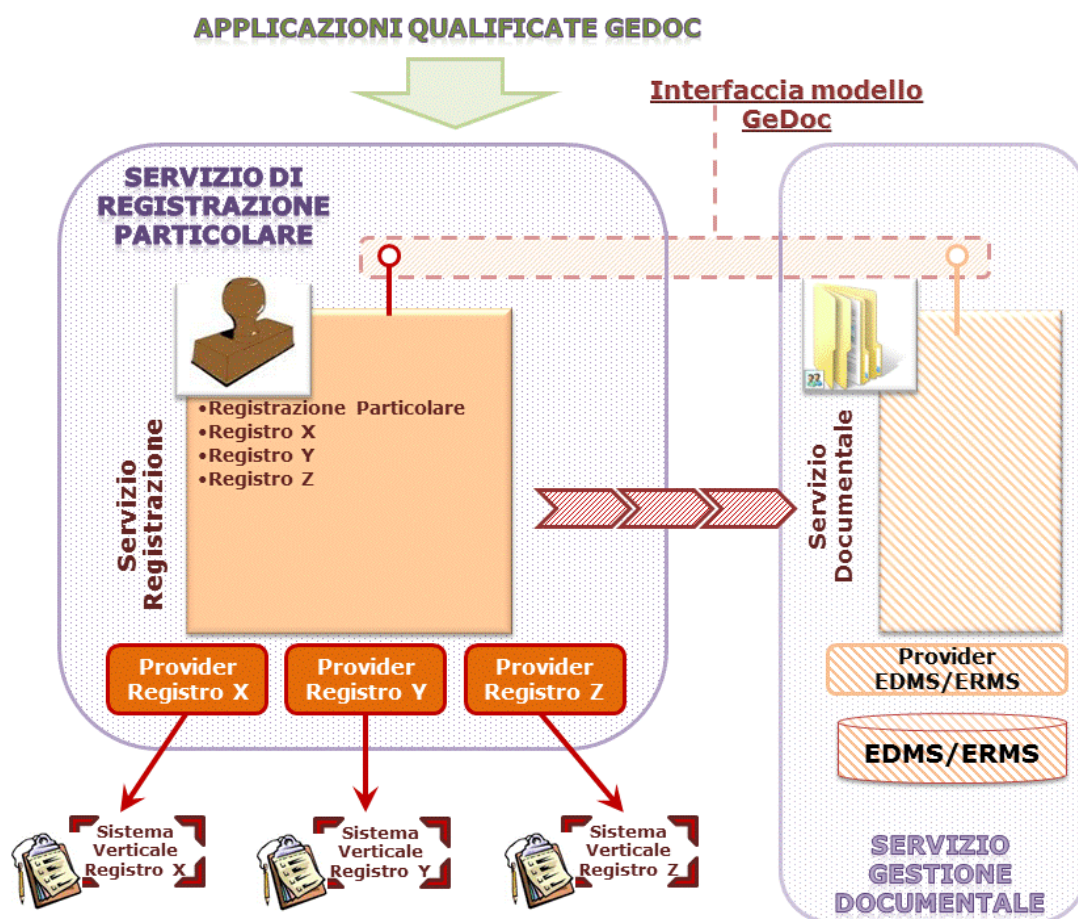 APPLICAZIONI QUALIFICATE GEDOC
Interfaccia modello
GeDoc
SERVIZIO DI
REGISTRAZIONE
PARTICOLARE
Servizio
Registrazione
•Registrazione Particolare
•Registro X
•Registro Y
•Registro Z
Servizio
Documentale
Provider
Registro X
Provider
Registro Y
Provider
Registro Z
Provider
EDMS/ERMS
EDMS/ERMS
Sistema
Verticale
Registro X
Sistema
Verticale
Registro Y
Sistema
Verticale
Registro Z
SERVIZIO
GESTIONE
DOCUMENTALE